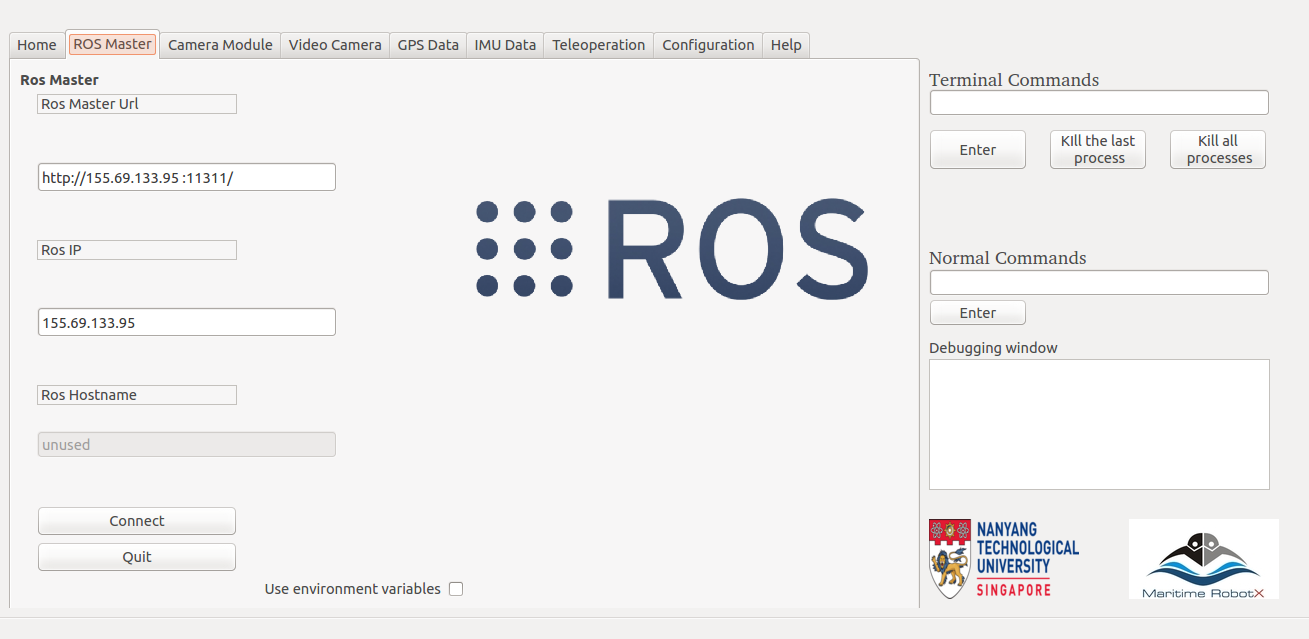 Home ROS Master Camera Module Video Camera GPS Data IMU Data Teleoperation Configuration Help
Ros Master
Ros Master Url
http://155.69.133.95 :11311/
Ros IP
155.69.133.95
Ros Hostname
unused
Connect
Quit
Use environment variables
ROS
Terminal Commands
Enter
KIll the last
process
Kill all
processes
Normal Commands
Enter
Debugging window
NANYANG
TECHNOLOGICAL
UNIVERSITY
SINGAPORE
Maritime RobotX